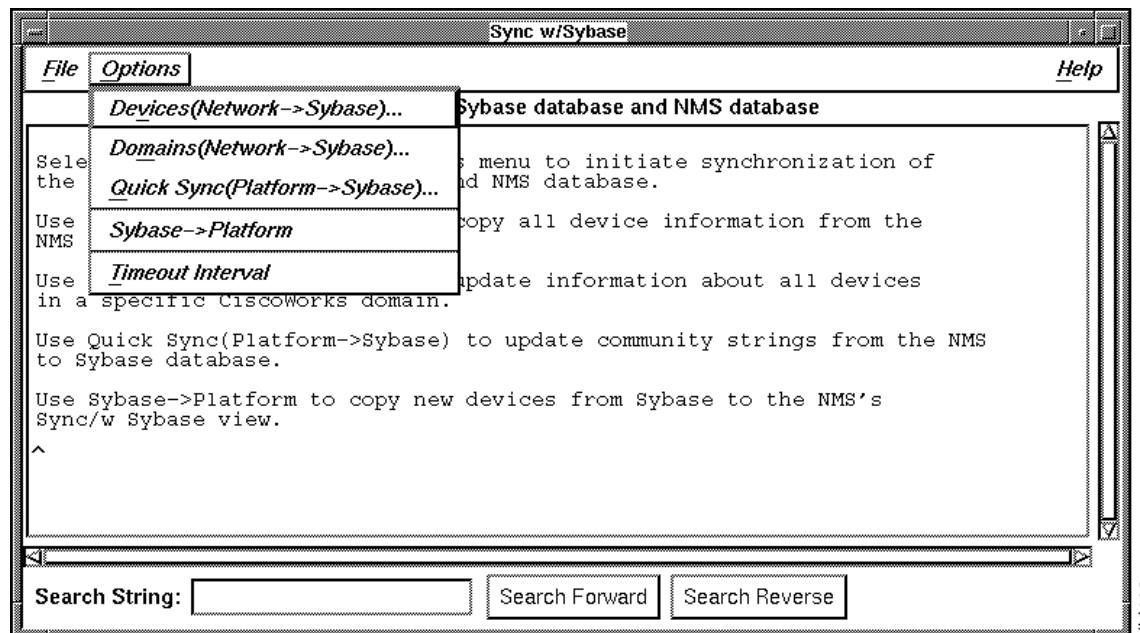 Sync w/Sybase
File Options Help
Sybase database and NMS database
Devices(Network->Sybase)...
Domains(Network->Sybase)...
Quick Sync(Platform->Sybase)...
Sybase->Platform
Timeout Interval
Sele s menu to initiate synchronization of
the nd NMS database.
Use copy all device information from the
NMS
Use update information about all devices
in a specific CiscoWorks domain.
Use Quick Sync(Platform->Sybase) to update community strings from the NMS
to Sybase database.
Use Sybase->Platform to copy new devices from Sybase to the NMS's
Sync/w Sybase view.
^
Search String: Search Forward Search Reverse